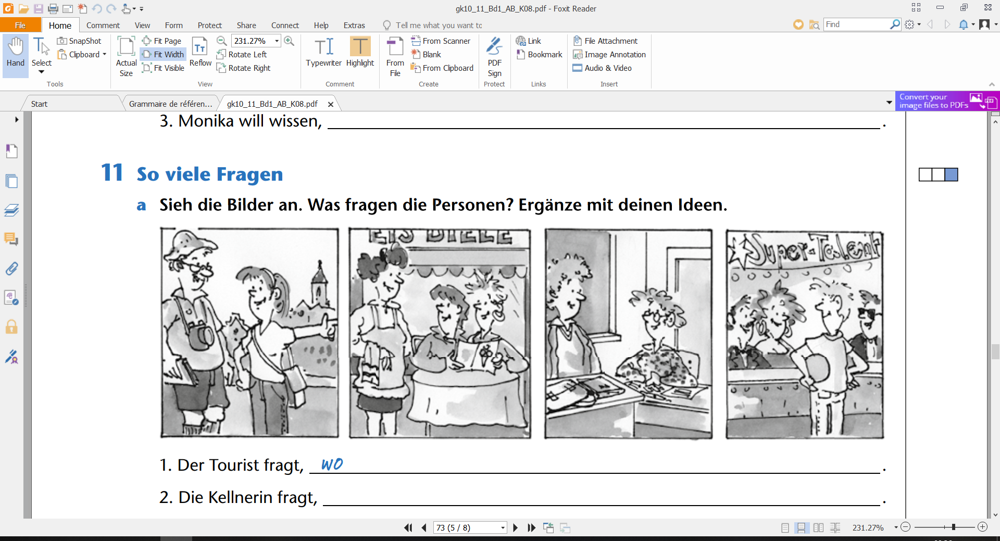 gk10_11_Bd1_AB_K08.pdf - Foxit Reader
File Home Comment View Form Protect Share Connect Help Extras Tell me what you want to Find
Hand
Select
SnapShot
Clipboard
Tools
Actual Size
Fit Page
Fit Width
Fit Visible
Reflow
231.27%
Rotate Left
Rotate Right
View
Typewriter
Highlight
Comment
From File
From Scanner
Blank
From Clipboard
Create
PDF Sign
Protect
Link
Bookmark
Links
File Attachment
Image Annotation
Audio & Video
Insert
Start
Grammaire de référen...
gk10_11_Bd1_AB_K08.pdf
Convert your
image files to PDFs
3. Monika will wissen, .
11 So viele Fragen
a Sieh die Bilder an. Was fragen die Personen? Ergänze mit deinen Ideen.
EIS DIELE
Super-Talent
1. Der Tourist fragt, wo .
2. Die Kellnerin fragt, .
73 (5 / 8)
231.27%